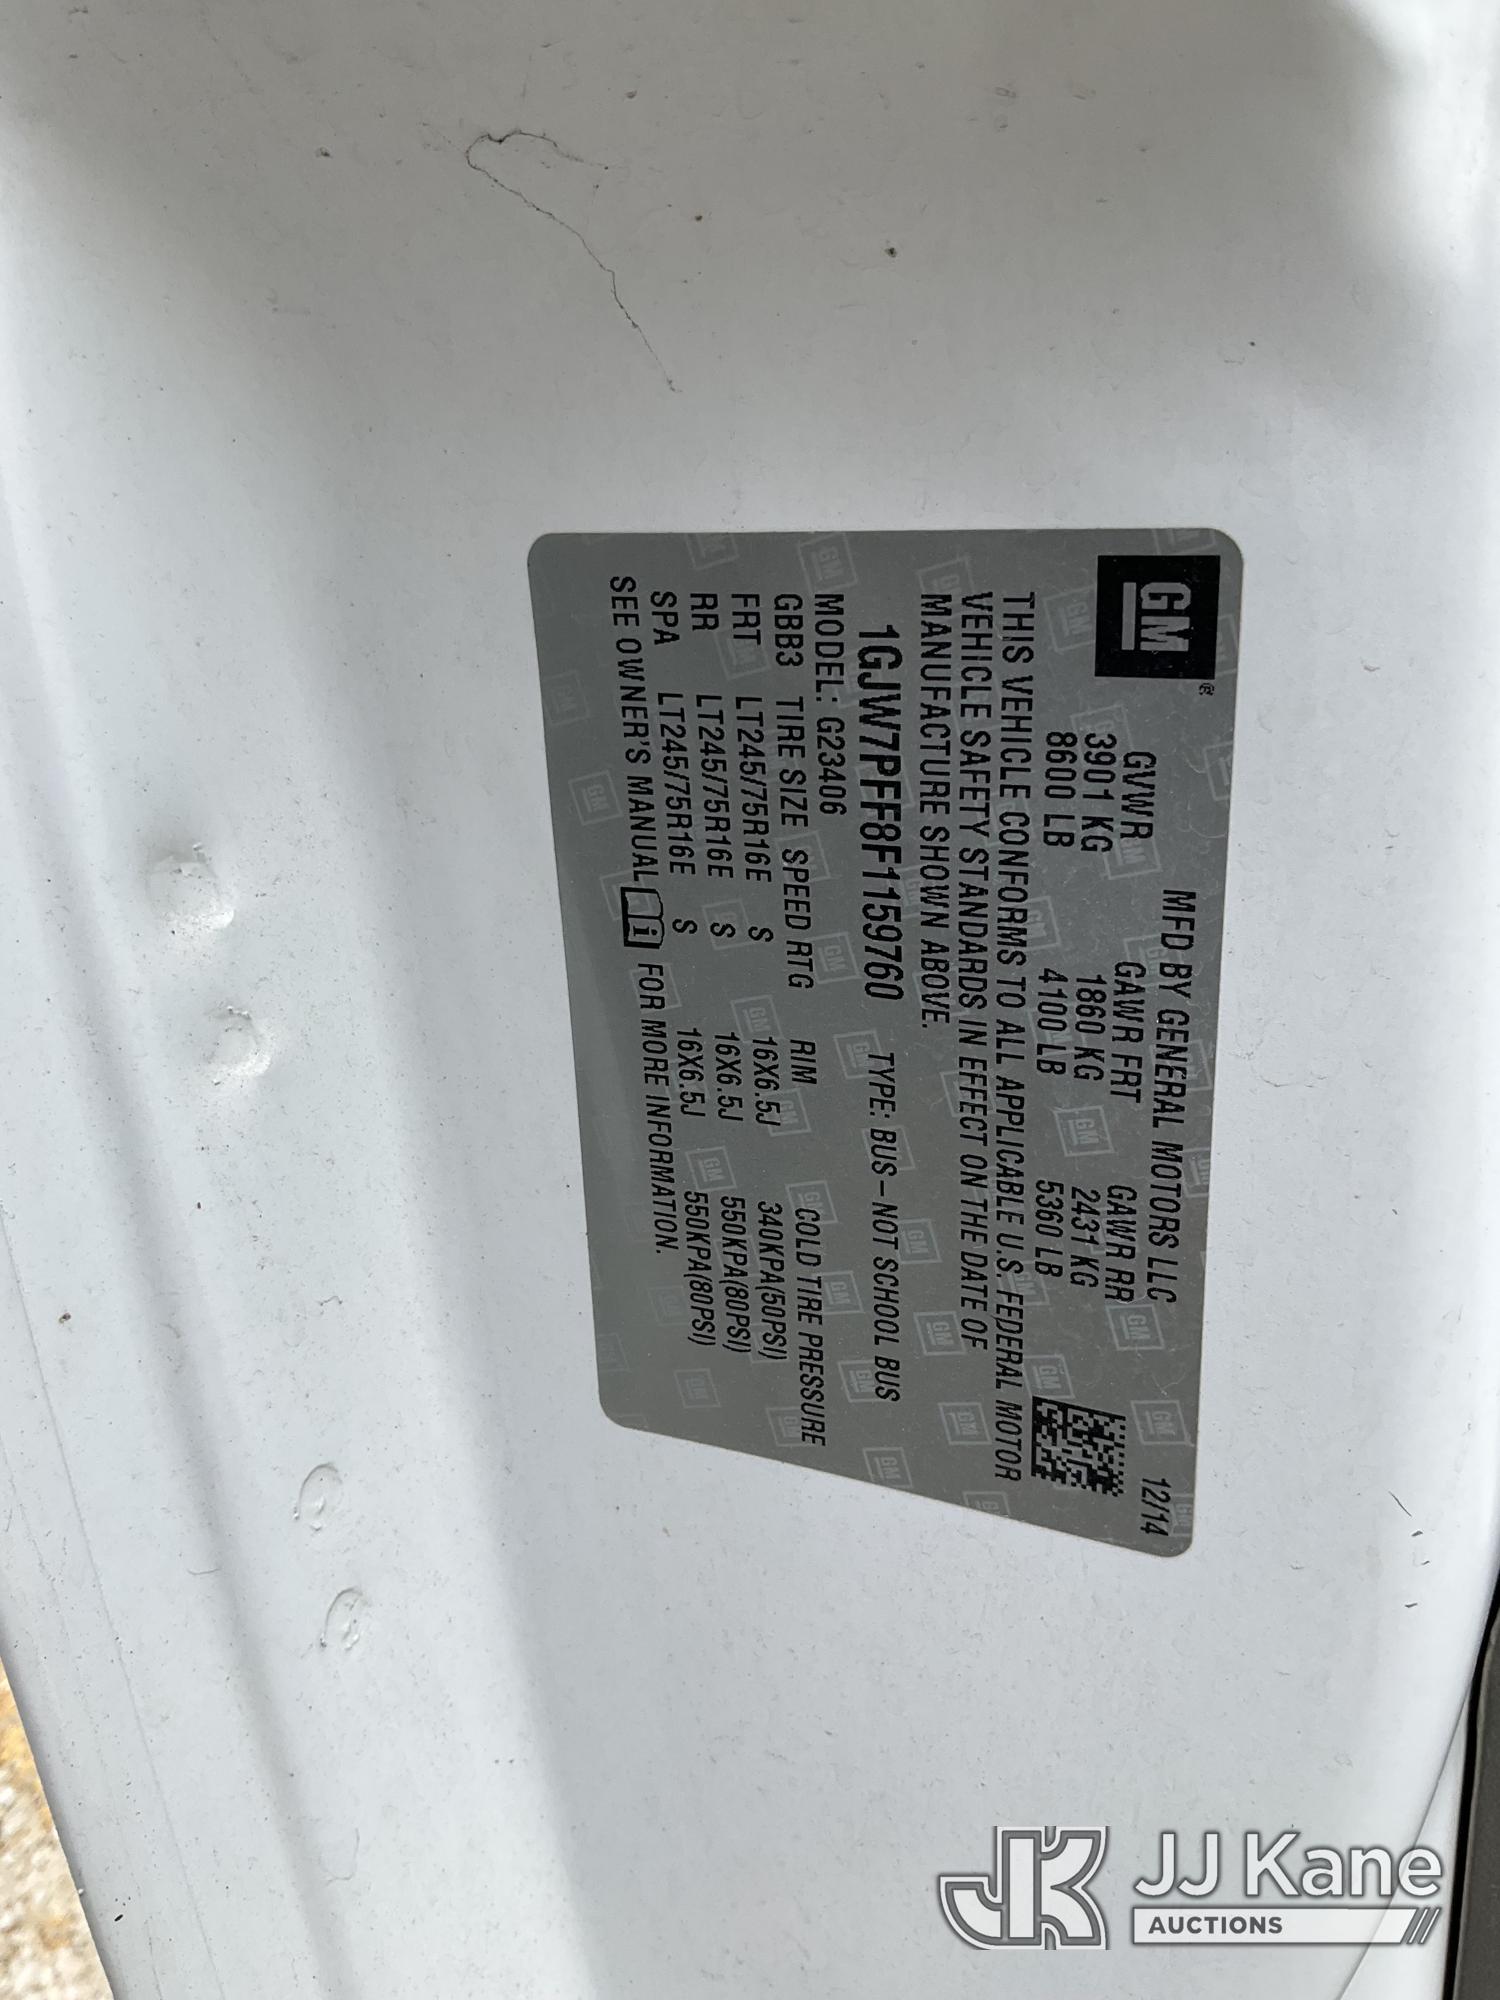 GM®
MFD BY GENERAL MOTORS LLC 12/14
GVWR GAWR FRT GAWR RR
3901 KG 1860 KG 2431 KG
8600 LB 4100 LB 5360 LB
THIS VEHICLE CONFORMS TO ALL APPLICABLE U.S. FEDERAL MOTOR
VEHICLE SAFETY STANDARDS IN EFFECT ON THE DATE OF
MANUFACTURE SHOWN ABOVE.
1GJW7PFF8F1159760 TYPE: BUS–NOT SCHOOL BUS
MODEL: G23406
GBB3 TIRE SIZE SPEED RTG RIM COLD TIRE PRESSURE
FRT LT245/75R16E S 16X6.5J 340KPA(50PSI)
RR LT245/75R16E S 16X6.5J 550KPA(80PSI)
SPA LT245/75R16E S 16X6.5J 550KPA(80PSI)
SEE OWNER'S MANUAL i FOR MORE INFORMATION.
JK JJ Kane
AUCTIONS